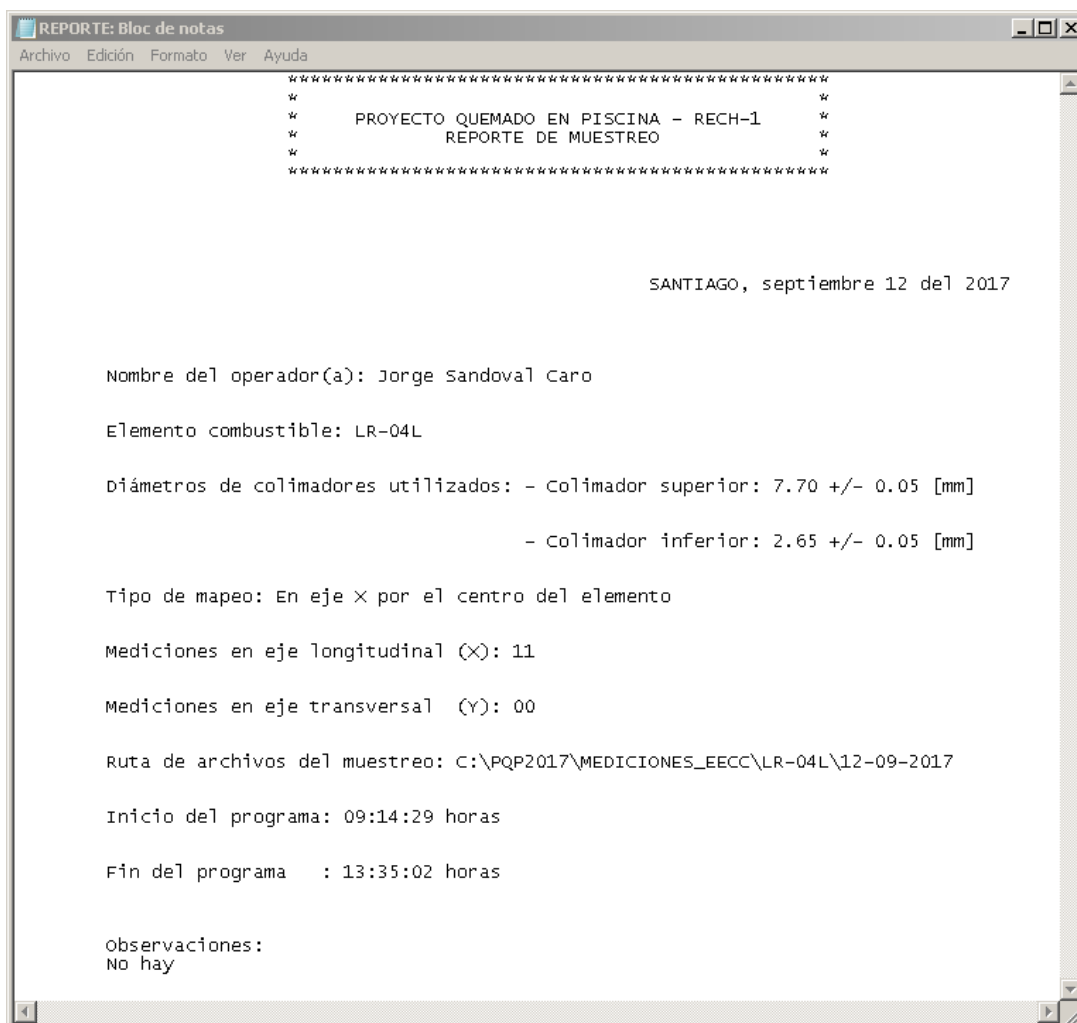 REPORTE: Bloc de notas
Archivo Edición Formato Ver Ayuda
************************************************
* *
* PROYECTO QUEMADO EN PISCINA - RECH-1 *
* REPORTE DE MUESTREO *
* *
************************************************
SANTIAGO, septiembre 12 del 2017
Nombre del operador(a): Jorge Sandoval Caro
Elemento combustible: LR-04L
Diámetros de colimadores utilizados: - Colimador superior: 7.70 +/- 0.05 [mm]
- Colimador inferior: 2.65 +/- 0.05 [mm]
Tipo de mapeo: En eje X por el centro del elemento
Mediciones en eje longitudinal (X): 11
Mediciones en eje transversal (Y): 00
Ruta de archivos del muestreo: C:\PQP2017\MEDICIONES_EECC\LR-04L\12-09-2017
Inicio del programa: 09:14:29 horas
Fin del programa : 13:35:02 horas
Observaciones:
No hay